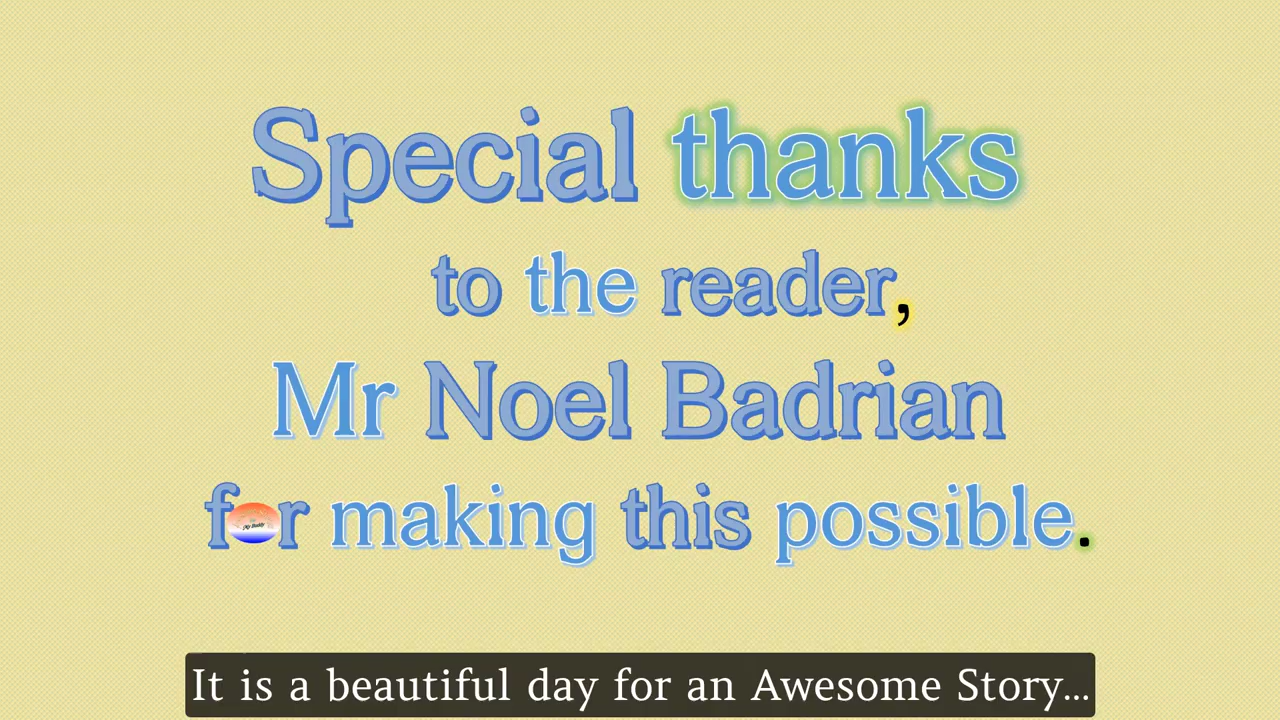 Special thanks
to the reader,
Mr Noel Badrian
for making this possible.
It is a beautiful day for an Awesome Story...